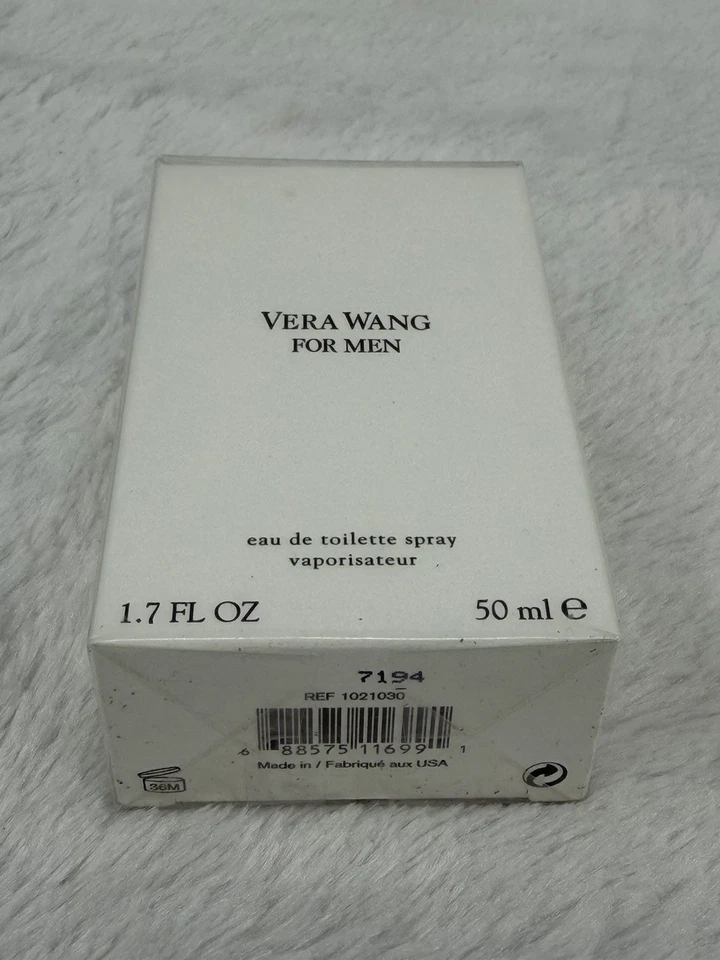 VERA WANG
FOR MEN
eau de toilette spray
vaporisateur
1.7 FL OZ 50 ml e
7194
REF 1021030
6 88575 11699 1
Made in / Fabriqué aux USA
36M